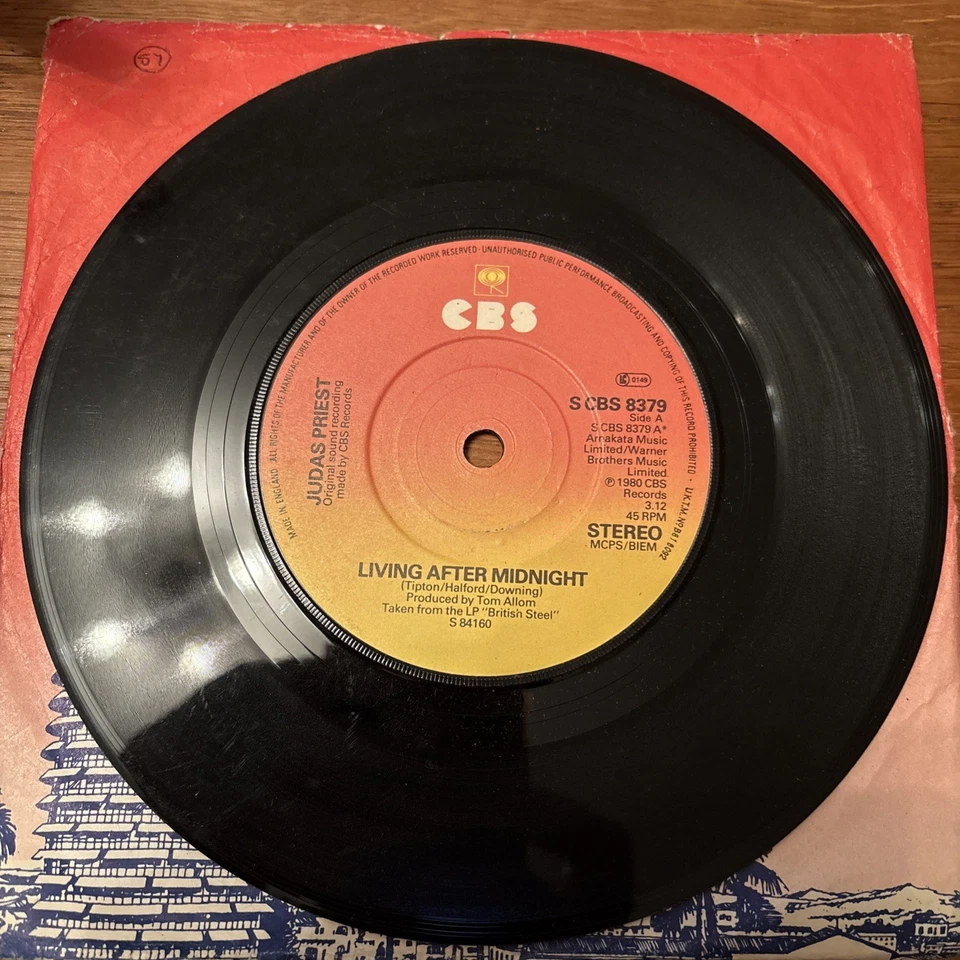 MADE IN ENGLAND · ALL RIGHTS OF THE MANUFACTURER AND OF THE OWNER OF THE RECORDED WORK RESERVED · UNAUTHORISED PUBLIC PERFORMANCE BROADCASTING AND COPYING OF THIS RECORD PROHIBITED · U.K.T.M. Nº B618092
CBS
JUDAS PRIEST
Original sound recording
made by CBS Records
0149
S CBS 8379
Side A
S CBS 8379 A*
Arnakata Music
Limited/Warner
Brothers Music
Limited
℗ 1980 CBS
Records
3.12
45 RPM
STEREO
MCPS/BIEM
LIVING AFTER MIDNIGHT
(Tipton/Halford/Downing)
Produced by Tom Allom
Taken from the LP "British Steel"
S 84160